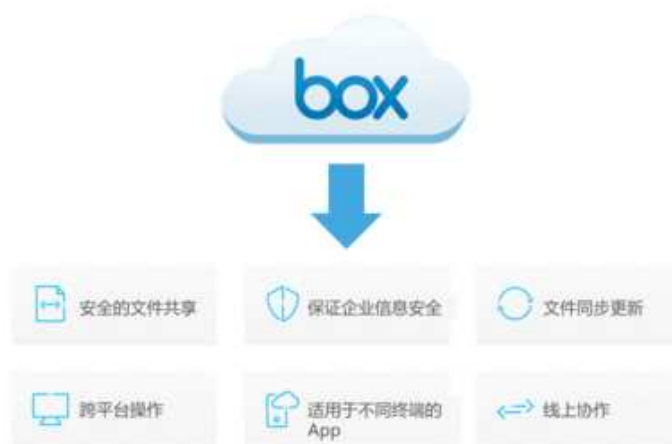 box
安全的文件共享
保证企业信息安全
文件同步更新
跨平台操作
适用于不同终端的
App
线上协作